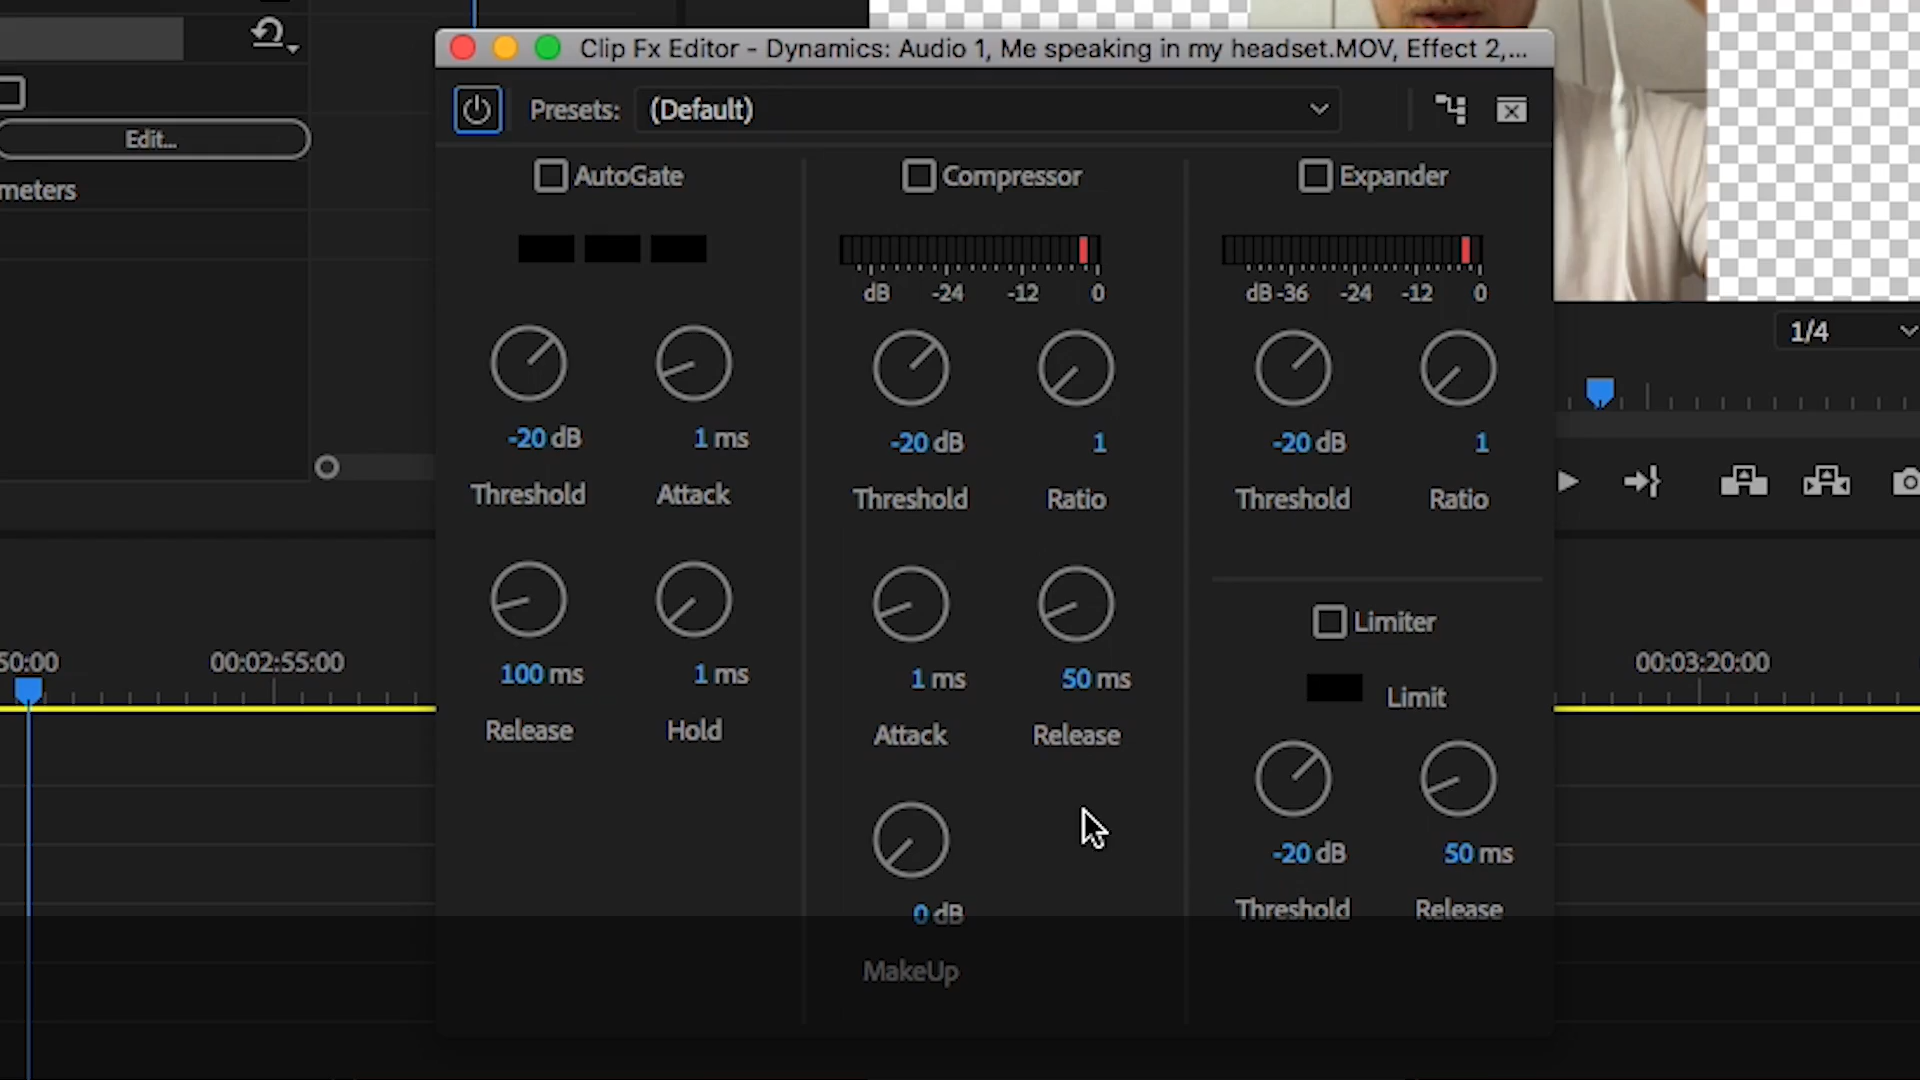 Clip Fx Editor - Dynamics: Audio 1, Me speaking in my headset.MOV, Effect 2,...
Presets: (Default)
Edit...
meters
AutoGate
Compressor
Expander
dB -24 -12 0
dB -36 -24 -12 0
1/4
-20 dB 1 ms
-20 dB 1
-20 dB 1
Threshold Attack
Threshold Ratio
Threshold Ratio
Limiter
50:00 00:02:55:00
00:03:20:00
100 ms 1 ms
1 ms 50 ms
Limit
Release Hold
Attack Release
-20 dB 50 ms
0 dB
Threshold Release
MakeUp